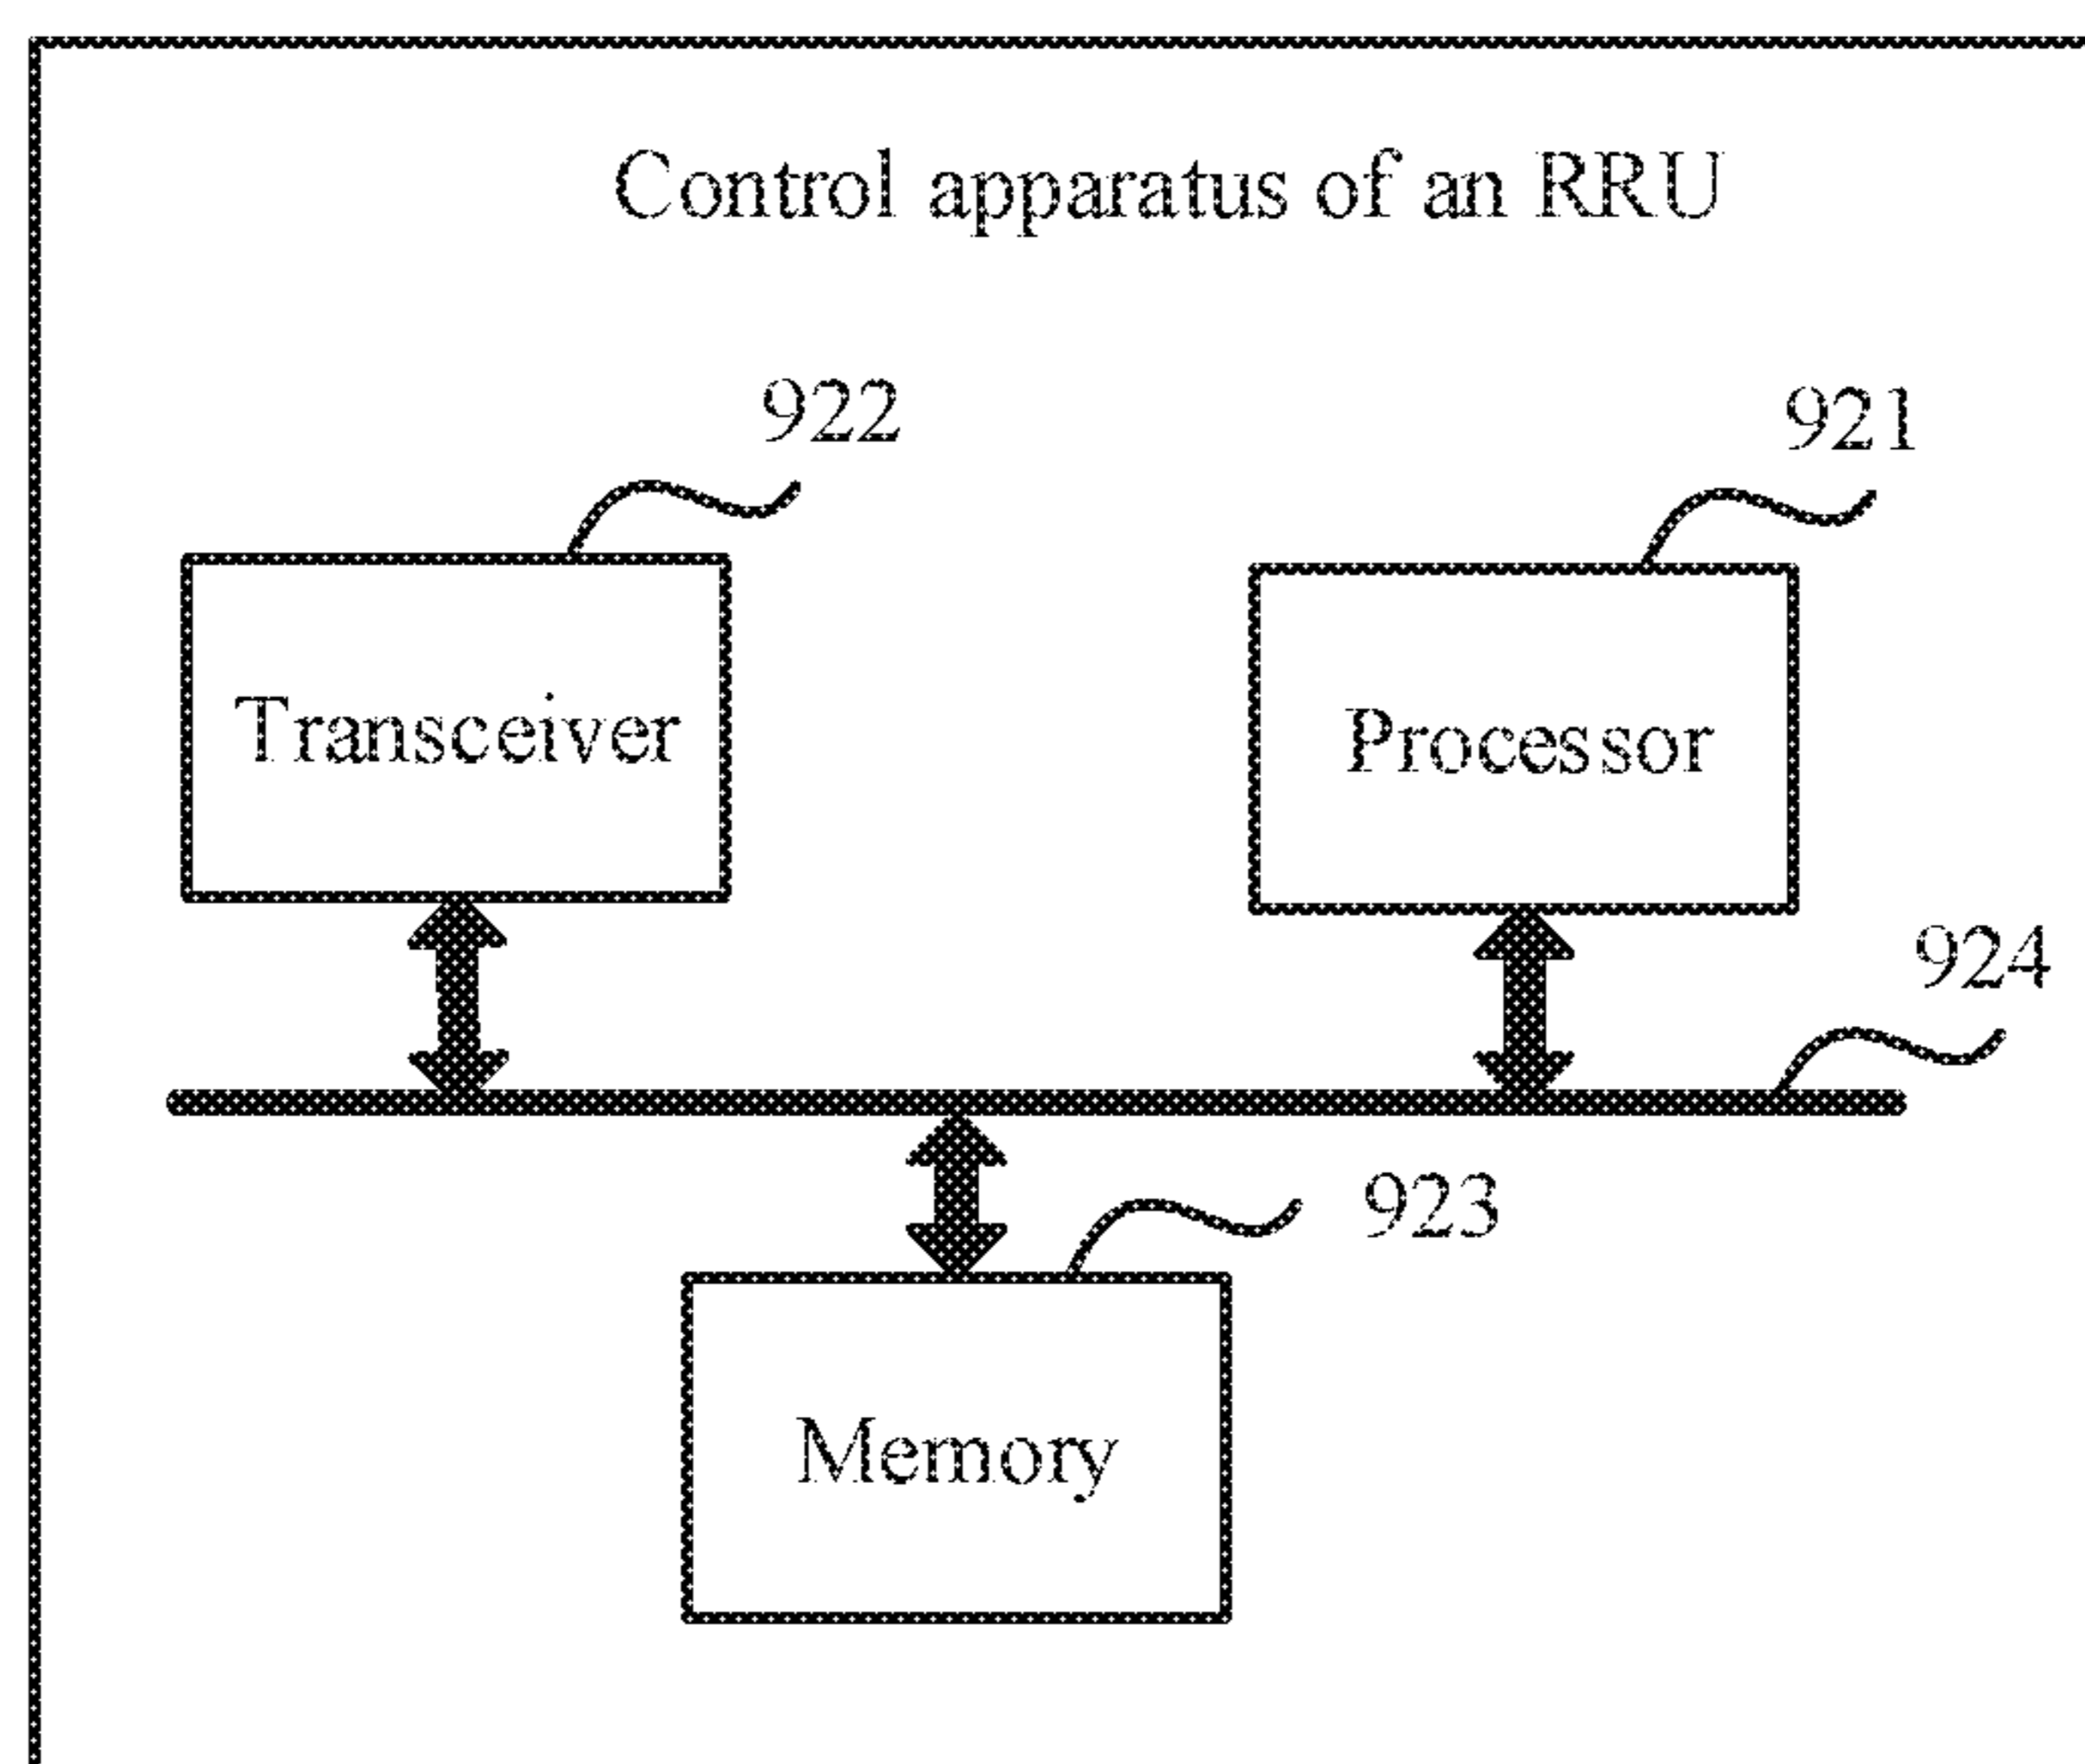 Control apparatus of an RRU
922
921
Transceiver
Processor
924
923
Memory